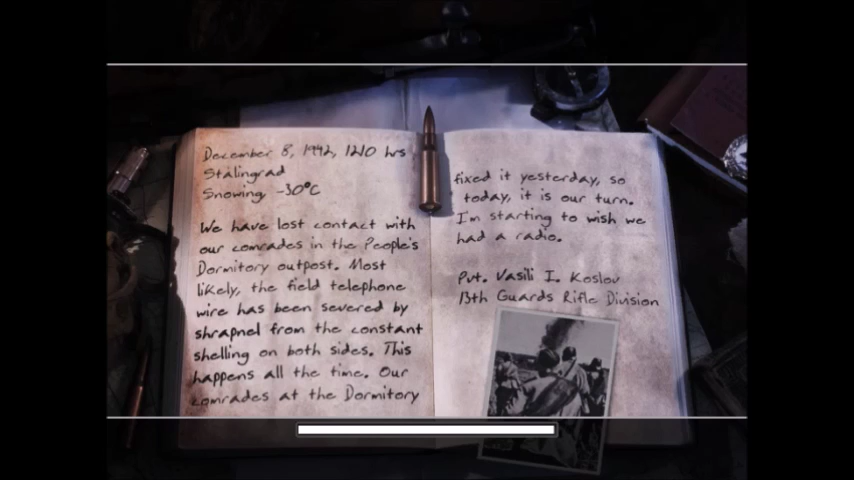 December 8, 1942, 1210 hrs
Stalingrad
Snowing, -30°C
We have lost contact with
our comrades in the People's
Dormitory outpost. Most
likely, the field telephone
wire has been severed by
shrapnel from the constant
shelling on both sides. This
happens all the time. Our
comrades at the Dormitory
fixed it yesterday, so
today, it is our turn.
I'm starting to wish we
had a radio.
Pvt. Vasili I. Koslov
13th Guards Rifle Division